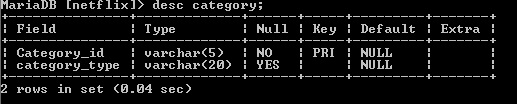 MariaDB [netflix]> desc category;
+---------------+-------------+------+-----+---------+-------+
| Field         | Type        | Null | Key | Default | Extra |
+---------------+-------------+------+-----+---------+-------+
| Category_id   | varchar(5)  | NO   | PRI | NULL    |       |
| category_type | varchar(20) | YES  |     | NULL    |       |
+---------------+-------------+------+-----+---------+-------+
2 rows in set (0.04 sec)